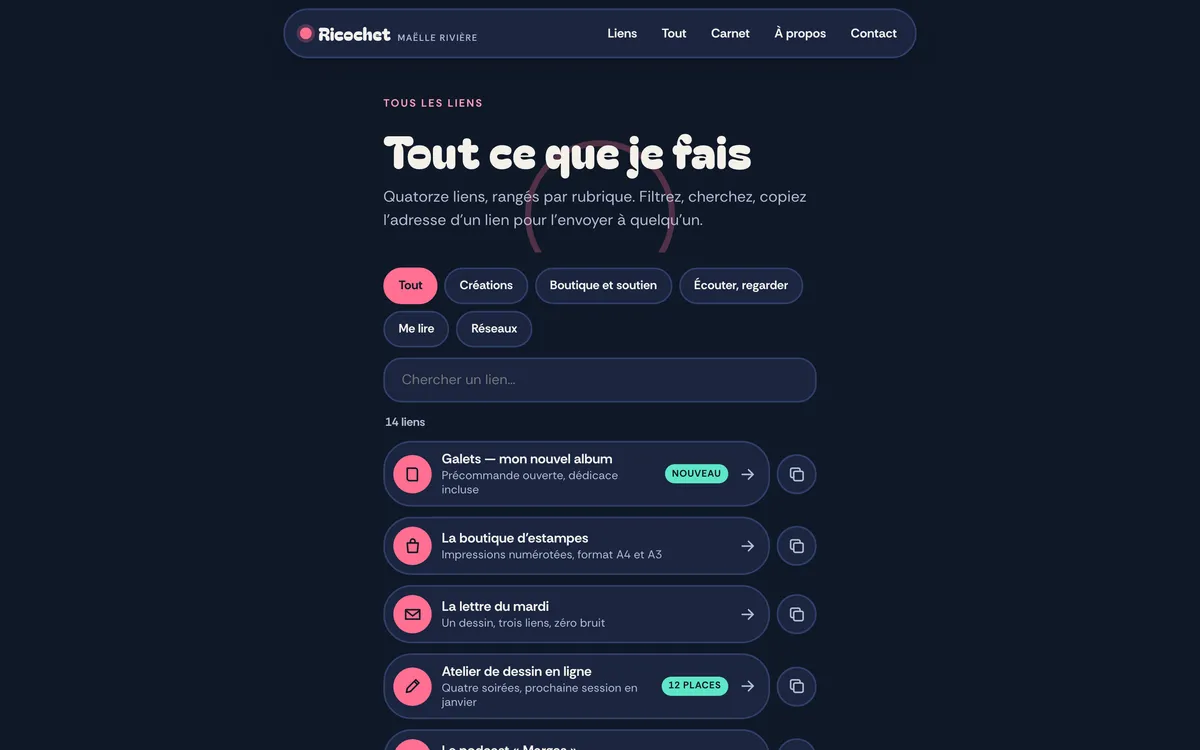 Ricochet MAËLLE RIVIÈRE
Liens Tout Carnet À propos Contact
TOUS LES LIENS
Tout ce que je fais
Quatorze liens, rangés par rubrique. Filtrez, cherchez, copiez
l'adresse d'un lien pour l'envoyer à quelqu'un.
Tout Créations Boutique et soutien Écouter, regarder
Me lire Réseaux
Chercher un lien...
14 liens
Galets — mon nouvel album
Précommande ouverte, dédicace
incluse
NOUVEAU
La boutique d'estampes
Impressions numérotées, format A4 et A3
La lettre du mardi
Un dessin, trois liens, zéro bruit
Atelier de dessin en ligne
Quatre soirées, prochaine session en
janvier
12 PLACES
Le podcast « Marges »